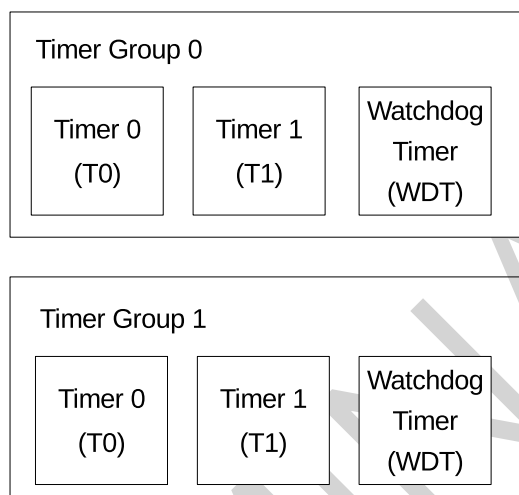 Timer Group 0
Timer 0
(T0)
Timer 1
(T1)
Watchdog
Timer
(WDT)
Timer Group 1
Timer 0
(T0)
Timer 1
(T1)
Watchdog
Timer
(WDT)